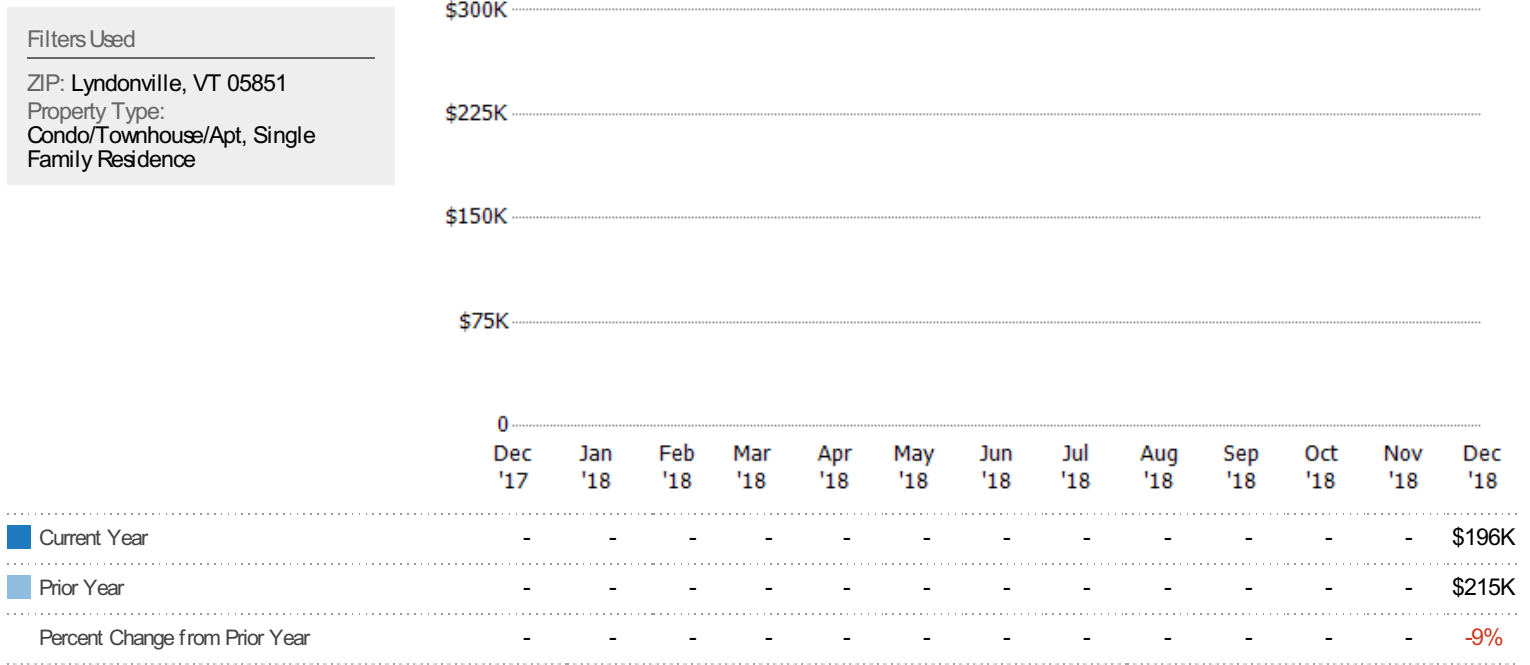 Filters Used
ZIP: Lyndonville, VT 05851
Property Type:
Condo/Townhouse/Apt, Single
Family Residence
$300K
$225K
$150K
$75K
0
Dec Jan Feb Mar Apr May Jun Jul Aug Sep Oct Nov Dec
'17 '18 '18 '18 '18 '18 '18 '18 '18 '18 '18 '18 '18
Current Year - - - - - - - - - - - - $196K
Prior Year - - - - - - - - - - - - $215K
Percent Change from Prior Year - - - - - - - - - - - - -9%